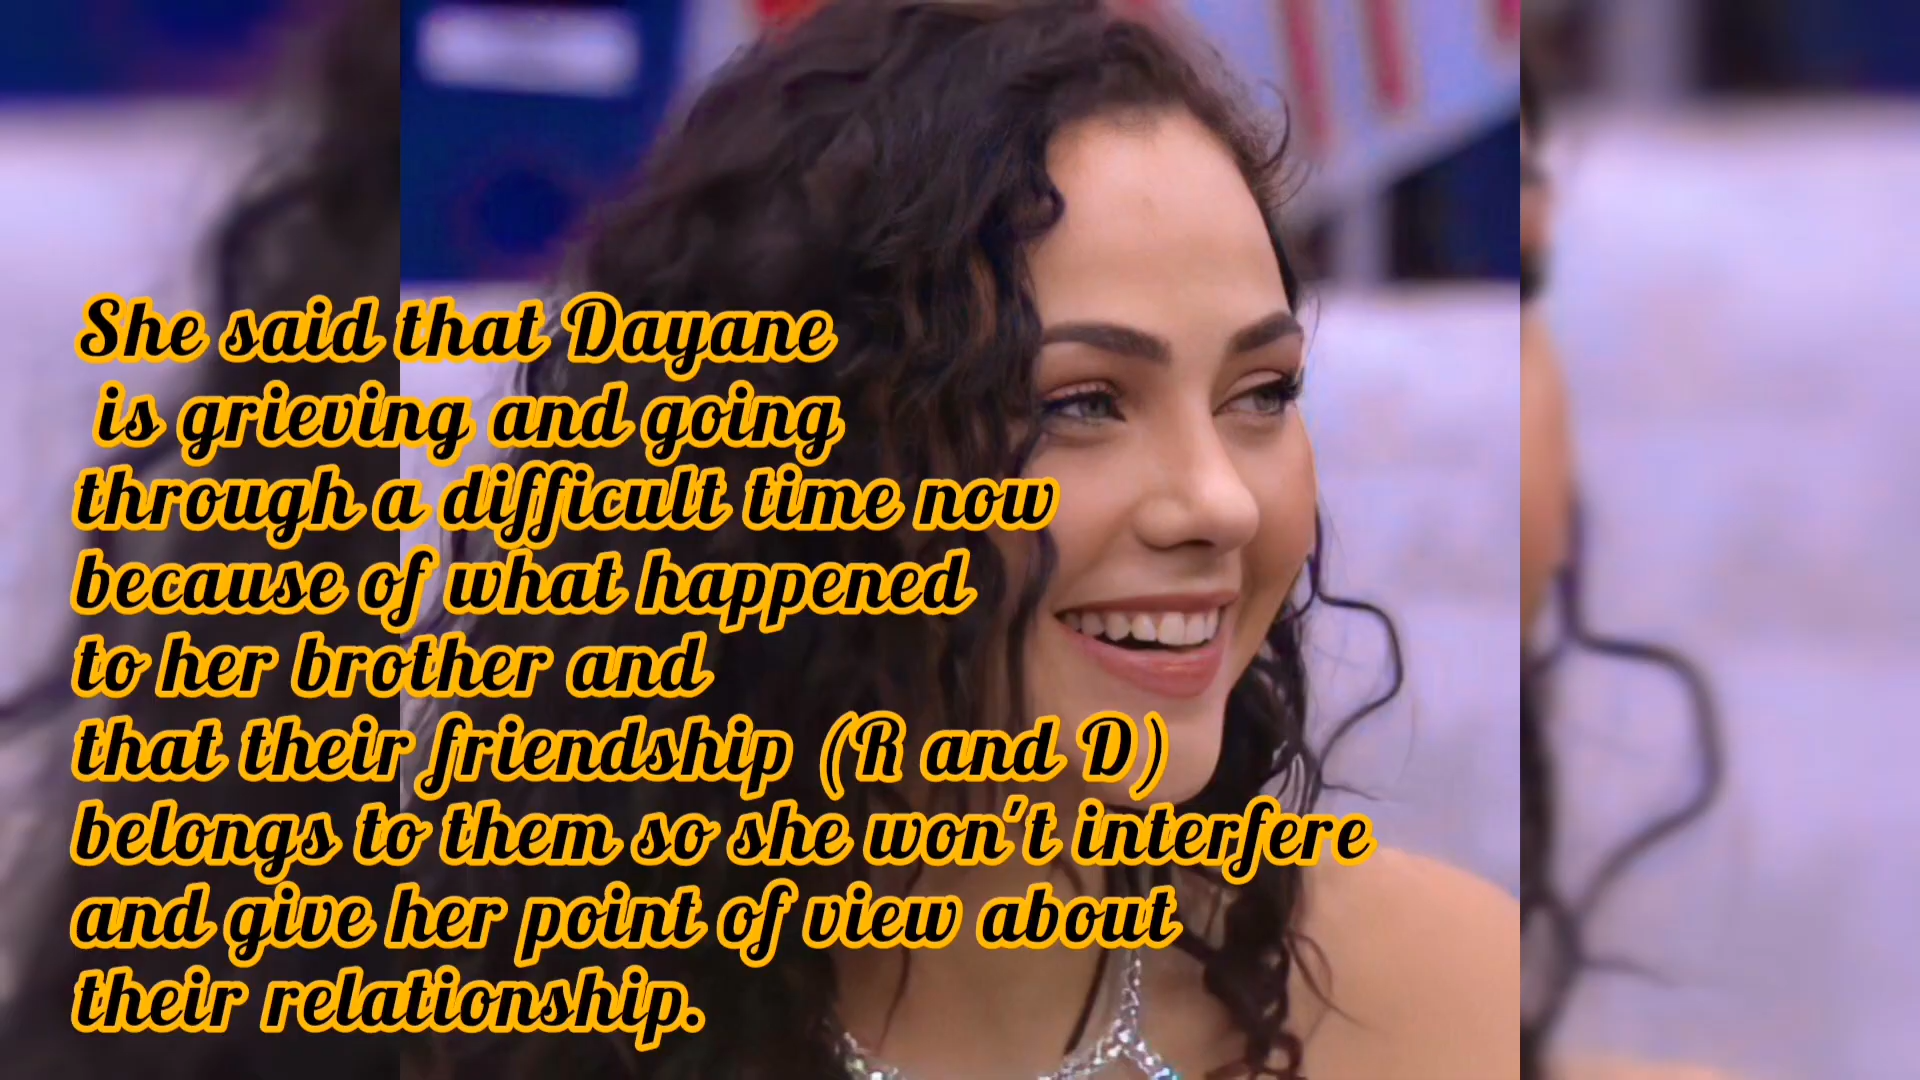 She said that Dayane
is grieving and going
through a difficult time now
because of what happened
to her brother and
that their friendship (R and D)
belongs to them so she won't interfere
and give her point of view about
their relationship.